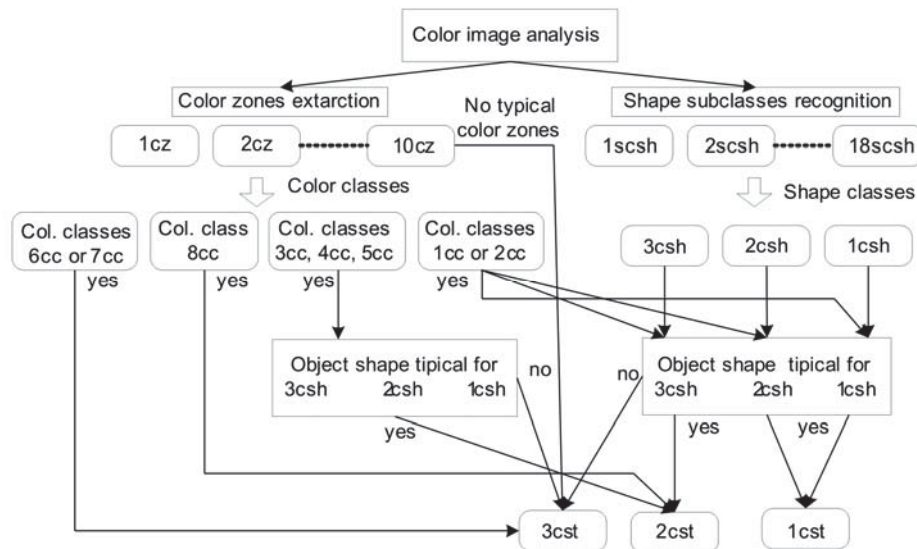 Color image analysis
Color zones extarction
No typical
color zones
Shape subclasses recognition
1cz
2cz
10cz
1scsh
2scsh
18scsh
Color classes
Shape classes
Col. classes
6cc or 7cc
Col. class
8cc
Col. classes
3cc, 4cc, 5cc
Col. classes
1cc or 2cc
3csh
2csh
1csh
yes
yes
yes
yes
Object shape tipical for
3csh 2csh 1csh
no
no
Object shape tipical for
3csh 2csh 1csh
yes
yes
yes
3cst
2cst
1cst